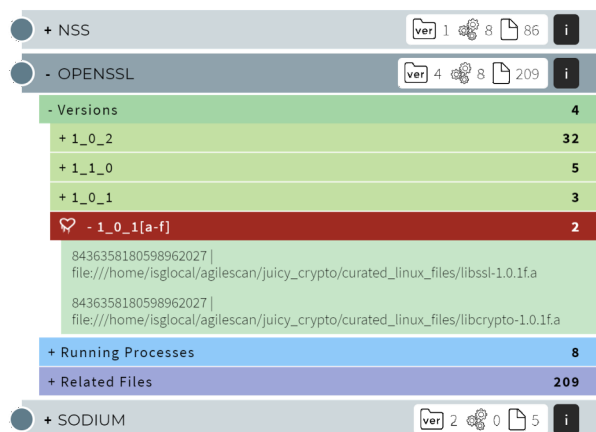 + NSS ver 1 8 86 i
- OPENSSL ver 4 8 209 i
- Versions 4
+ 1_0_2 32
+ 1_1_0 5
+ 1_0_1 3
- 1_0_1[a-f] 2
8436358180598962027 |
file:///home/isglocal/agilescan/juicy_crypto/curated_linux_files/libssl-1.0.1f.a
8436358180598962027 |
file:///home/isglocal/agilescan/juicy_crypto/curated_linux_files/libcrypto-1.0.1f.a
+ Running Processes 8
+ Related Files 209
+ SODIUM ver 2 0 5 i